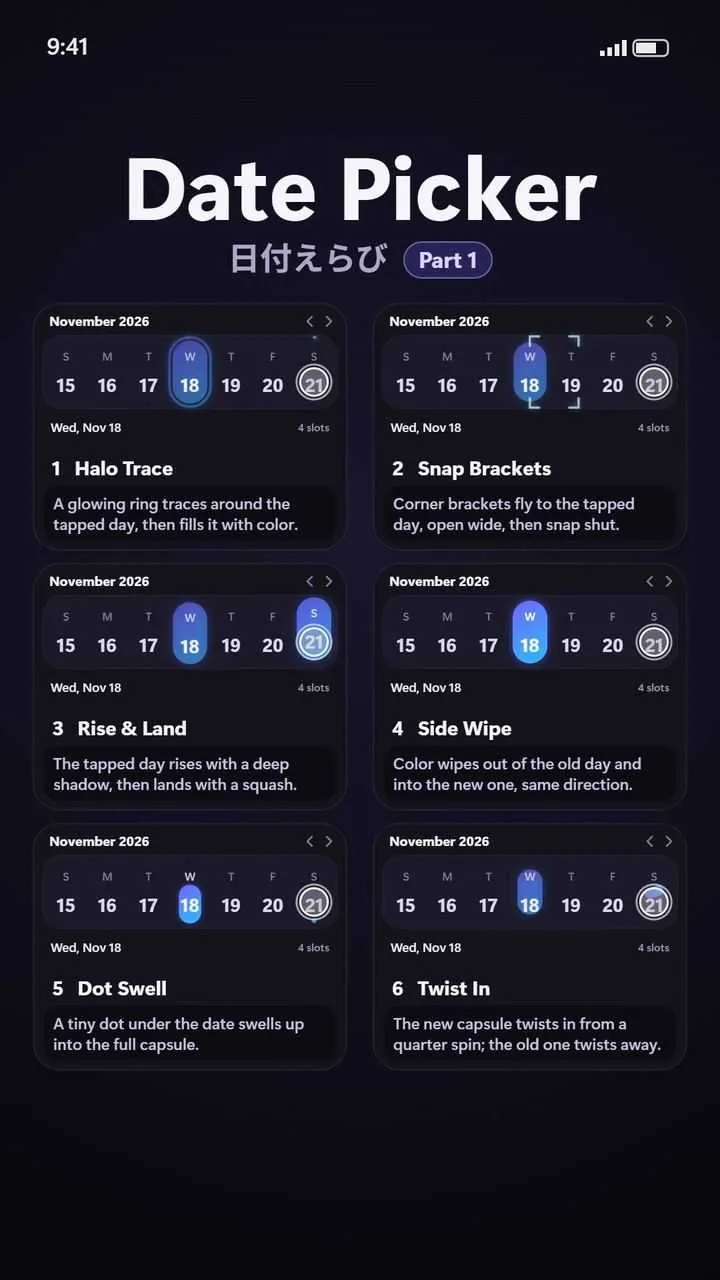 9:41
Date Picker
日付えらび Part 1
November 2026
S M T W T F S
15 16 17 18 19 20 21
Wed, Nov 18 4 slots
1 Halo Trace
A glowing ring traces around the
tapped day, then fills it with color.
November 2026
S M T W T F S
15 16 17 18 19 20 21
Wed, Nov 18 4 slots
2 Snap Brackets
Corner brackets fly to the tapped
day, open wide, then snap shut.
November 2026
S M T W T F S
15 16 17 18 19 20 21
Wed, Nov 18 4 slots
3 Rise & Land
The tapped day rises with a deep
shadow, then lands with a squash.
November 2026
S M T W T F S
15 16 17 18 19 20 21
Wed, Nov 18 4 slots
4 Side Wipe
Color wipes out of the old day and
into the new one, same direction.
November 2026
S M T W T F S
15 16 17 18 19 20 21
Wed, Nov 18 4 slots
5 Dot Swell
A tiny dot under the date swells up
into the full capsule.
November 2026
S M T W T F S
15 16 17 18 19 20 21
Wed, Nov 18 4 slots
6 Twist In
The new capsule twists in from a
quarter spin; the old one twists away.